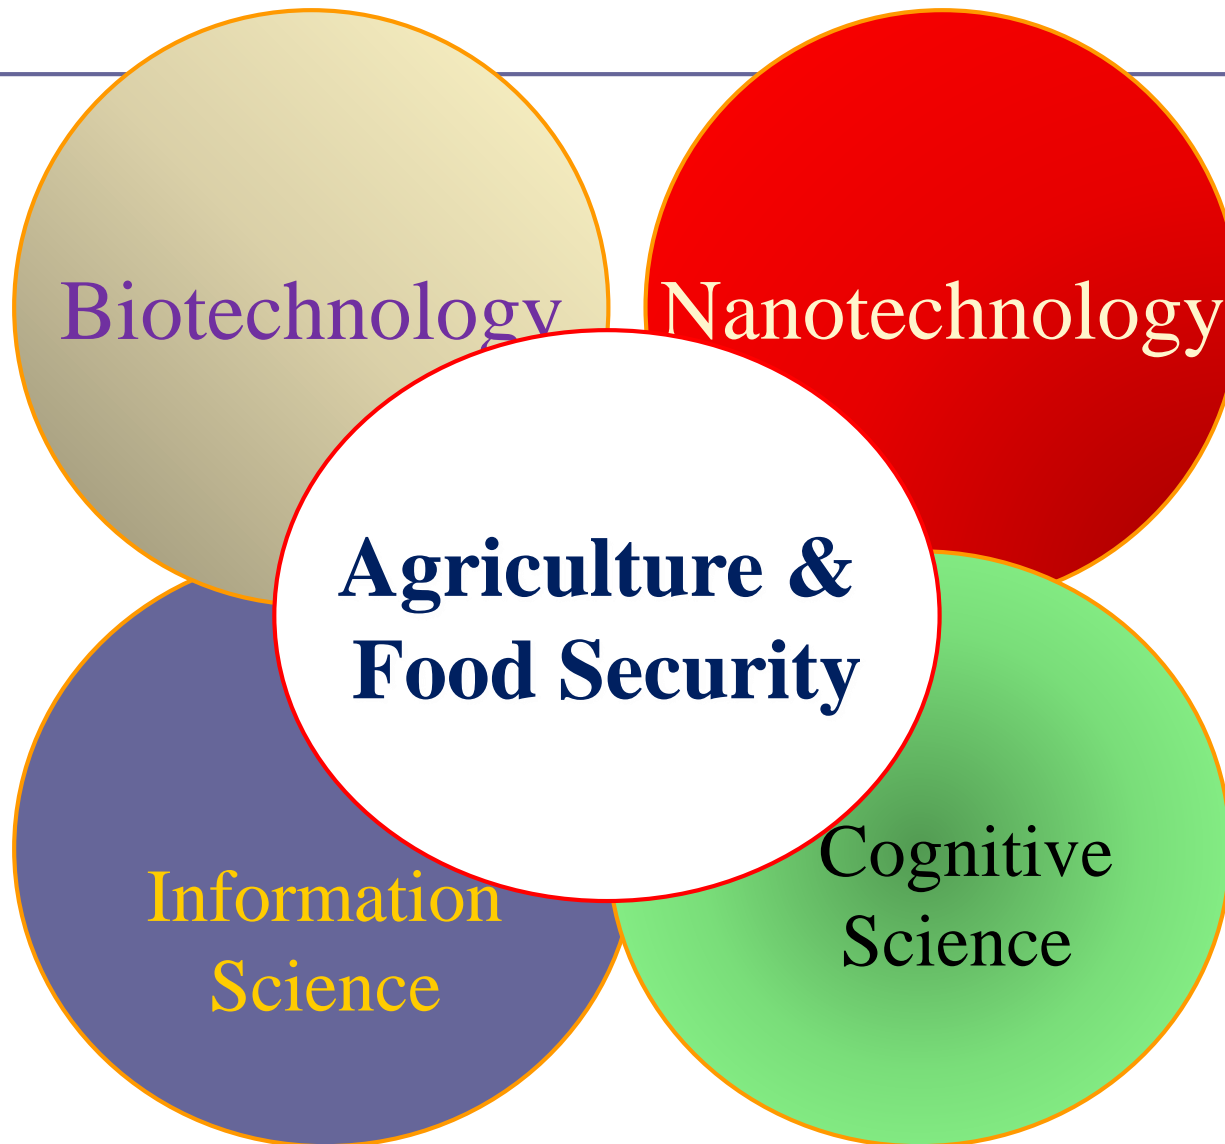 Biotechnology
Nanotechnology
Agriculture &
Food Security
Information
Science
Cognitive
Science